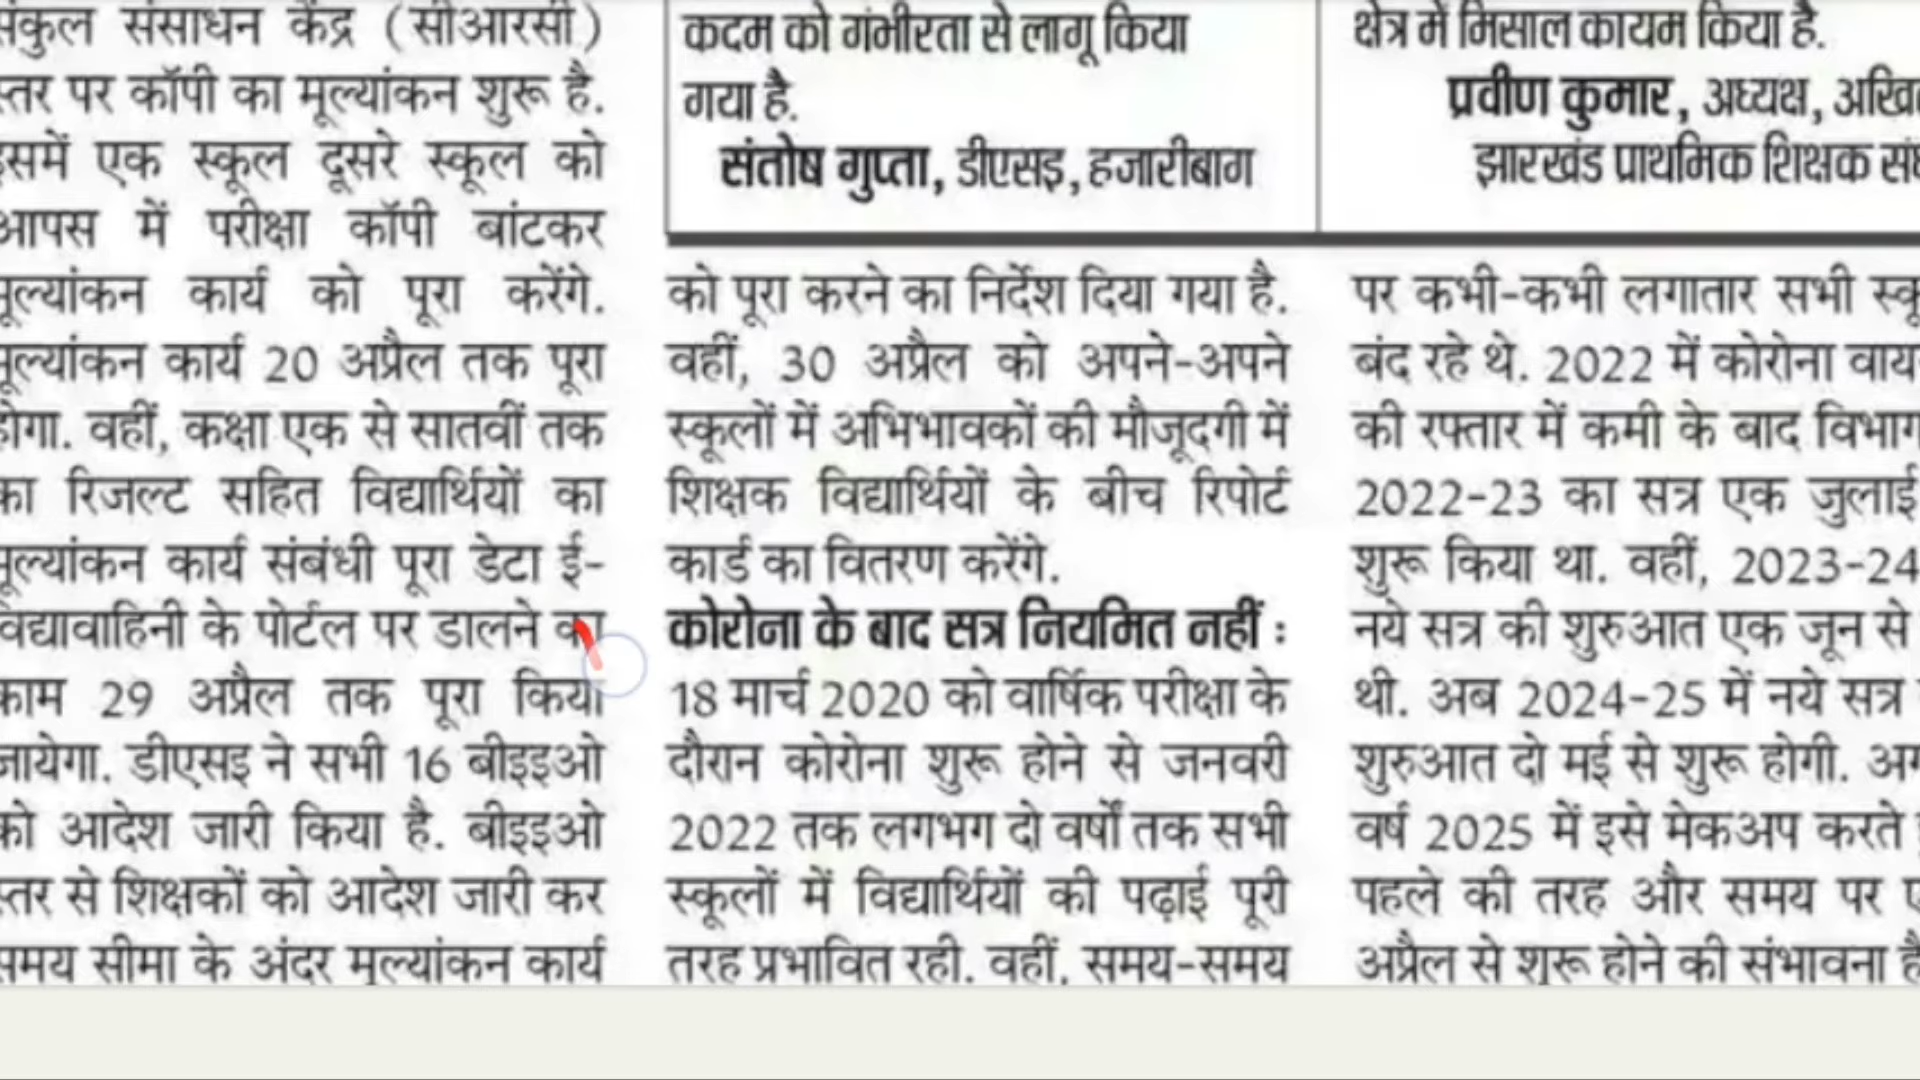 संकुल संसाधन केंद्र (सीआरसी)
स्तर पर कॉपी का मूल्यांकन शुरू है.
इसमें एक स्कूल दूसरे स्कूल को
आपस में परीक्षा कॉपी बांटकर
मूल्यांकन कार्य को पूरा करेंगे.
मूल्यांकन कार्य 20 अप्रैल तक पूरा
होगा. वहीं, कक्षा एक से सातवीं तक
का रिजल्ट सहित विद्यार्थियों का
मूल्यांकन कार्य संबंधी पूरा डेटा ई-
विद्यावाहिनी के पोर्टल पर डालने का
काम 29 अप्रैल तक पूरा किया
जायेगा. डीएसइ ने सभी 16 बीइइओ
को आदेश जारी किया है. बीइइओ
स्तर से शिक्षकों को आदेश जारी कर
समय सीमा के अंदर मूल्यांकन कार्य
कदम को गंभीरता से लागू किया
गया है.
संतोष गुप्ता, डीएसइ, हजारीबाग
को पूरा करने का निर्देश दिया गया है.
वहीं, 30 अप्रैल को अपने-अपने
स्कूलों में अभिभावकों की मौजूदगी में
शिक्षक विद्यार्थियों के बीच रिपोर्ट
कार्ड का वितरण करेंगे.
कोरोना के बाद सत्र नियमित नहीं :
18 मार्च 2020 को वार्षिक परीक्षा के
दौरान कोरोना शुरू होने से जनवरी
2022 तक लगभग दो वर्षों तक सभी
स्कूलों में विद्यार्थियों की पढ़ाई पूरी
तरह प्रभावित रही. वहीं, समय-समय
क्षेत्र में मिसाल कायम किया है.
प्रवीण कुमार, अध्यक्ष,
झारखंड प्राथमिक शिक्षक
पर कभी-कभी लगातार सभी
बंद रहे थे. 2022 में कोरोना
की रफ्तार में कमी के बाद विभाग
2022-23 का सत्र एक जुलाई
शुरू किया था. वहीं, 2023-24
नये सत्र की शुरुआत एक जून से
थी. अब 2024-25 में नये सत्र
शुरुआत दो मई से शुरू होगी.
वर्ष 2025 में इसे मेकअप करते
पहले की तरह और समय पर
अप्रैल से शुरू होने की संभावना